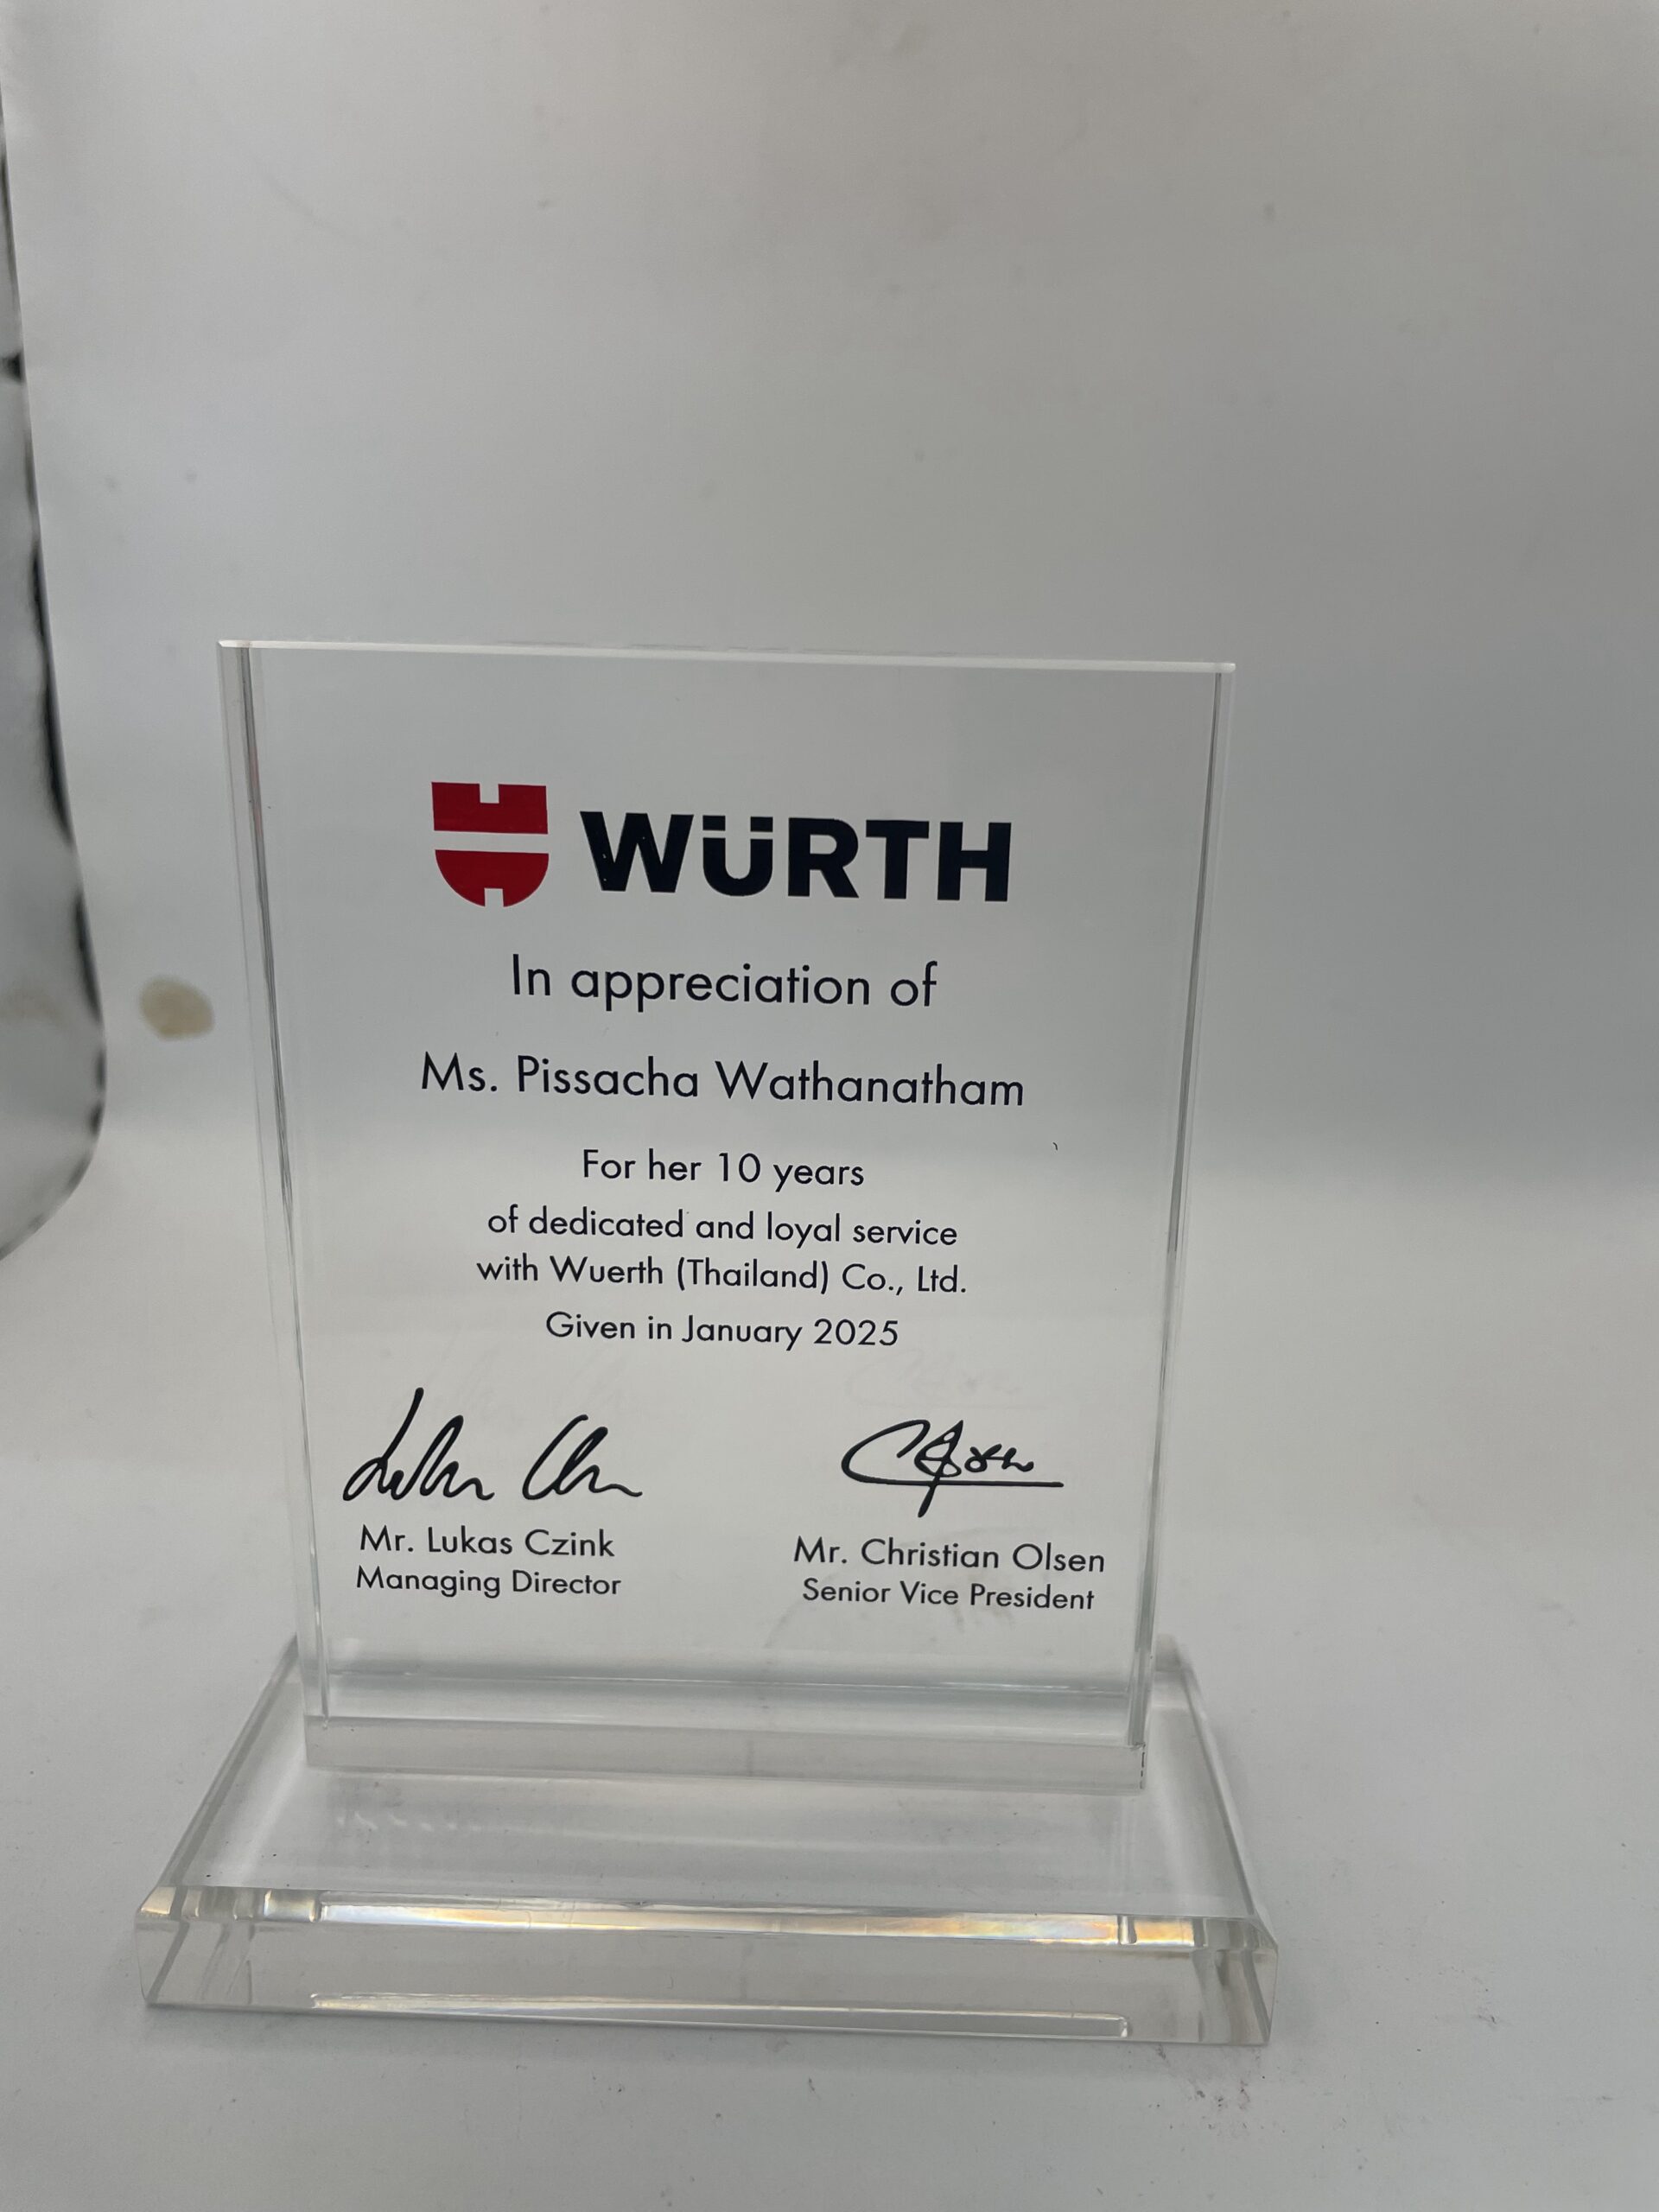 WÜRTH
In appreciation of
Ms. Pissacha Wathanatham
For her 10 years
of dedicated and loyal service
with Wuerth (Thailand) Co., Ltd.
Given in January 2025
Mr. Lukas Czink
Managing Director
Mr. Christian Olsen
Senior Vice President